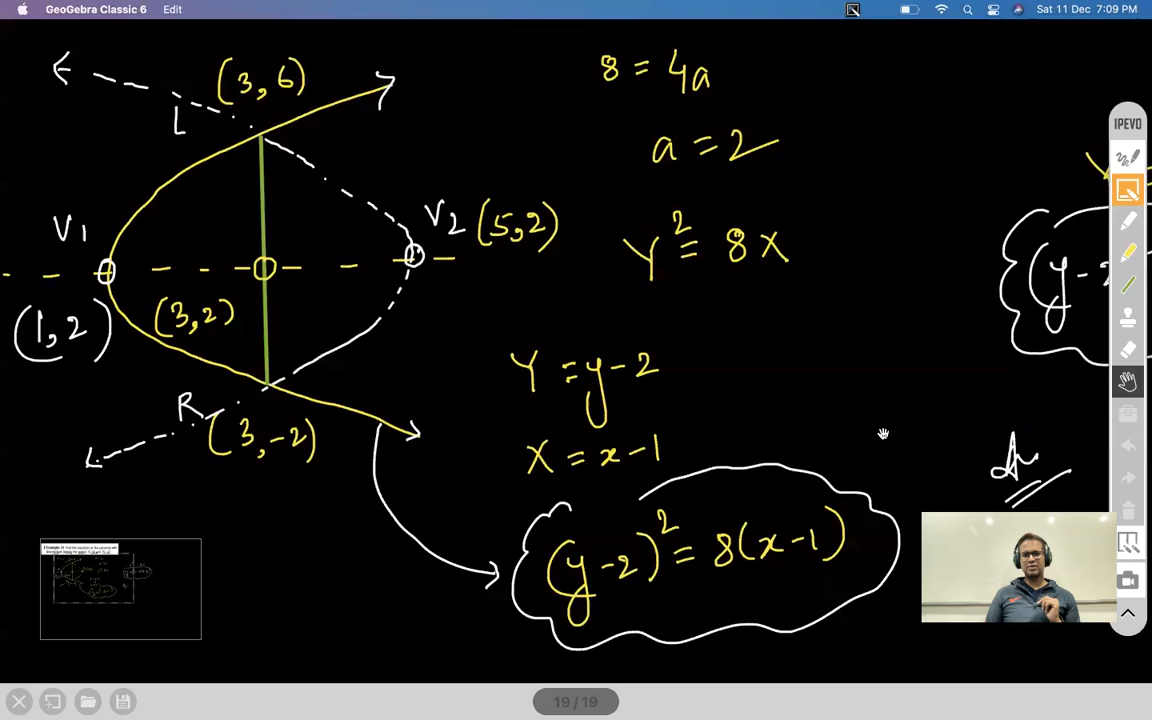 GeoGebra Classic 6 Edit
Sat 11 Dec 7:09 PM
(3, 6)
L
V1
(1, 2)
(3, 2)
V2 (5, 2)
R
(3, -2)
8 = 4a
a = 2
Y² = 8X
Y = y - 2
X = x - 1
(y - 2)² = 8(x - 1)
(y - 2
IPEVO
19 / 19